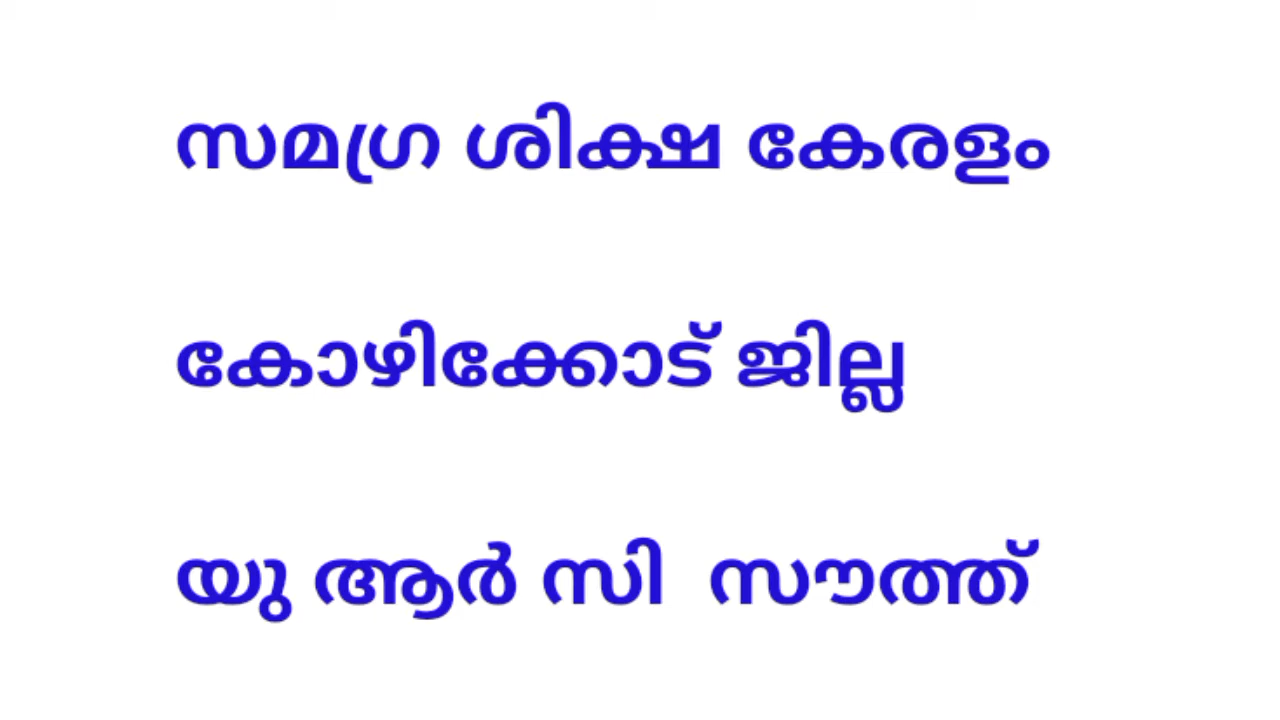 സമഗ്ര ശിക്ഷ കേരളം
കോഴിക്കോട് ജില്ല
യു ആർ സി സൗത്ത്